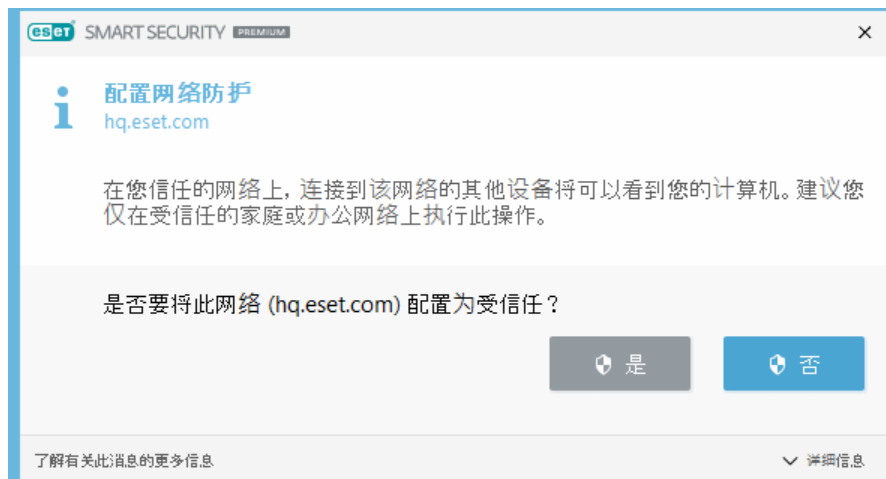 eset SMART SECURITY PREMIUM
配置网络防护
hq.eset.com
在您信任的网络上，连接到该网络的其他设备将可以看到您的计算机。建议您
仅在受信任的家庭或办公网络上执行此操作。
是否要将此网络 (hq.eset.com) 配置为受信任？
是
否
了解有关此消息的更多信息
详细信息